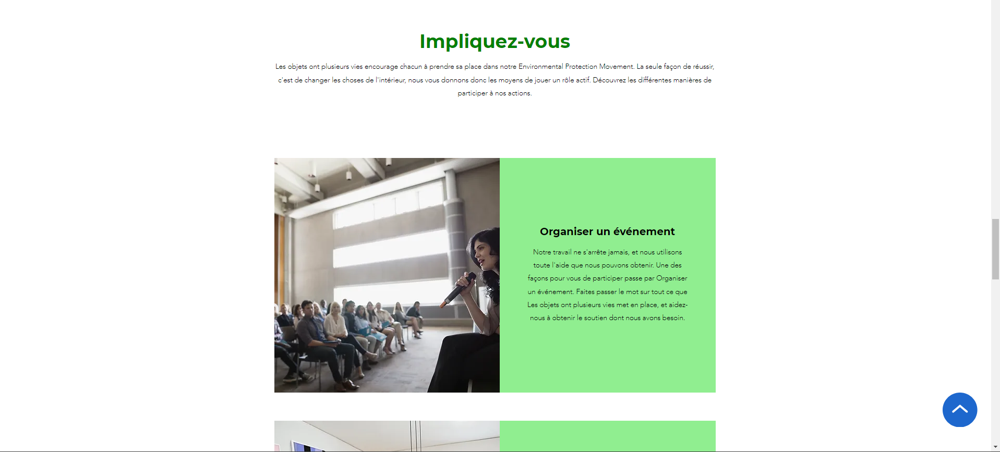 Impliquez-vous
Les objets ont plusieurs vies encourage chacun à prendre sa place dans notre Environmental Protection Movement. La seule façon de réussir,
c'est de changer les choses de l'intérieur, nous vous donnons donc les moyens de jouer un rôle actif. Découvrez les différentes manières de
participer à nos actions.
Organiser un événement
Notre travail ne s'arrête jamais, et nous utilisons
toute l'aide que nous pouvons obtenir. Une des
façons pour vous de participer passe par Organiser
un événement. Faites passer le mot sur tout ce que
Les objets ont plusieurs vies met en place, et aidez-
nous à obtenir le soutien dont nous avons besoin.